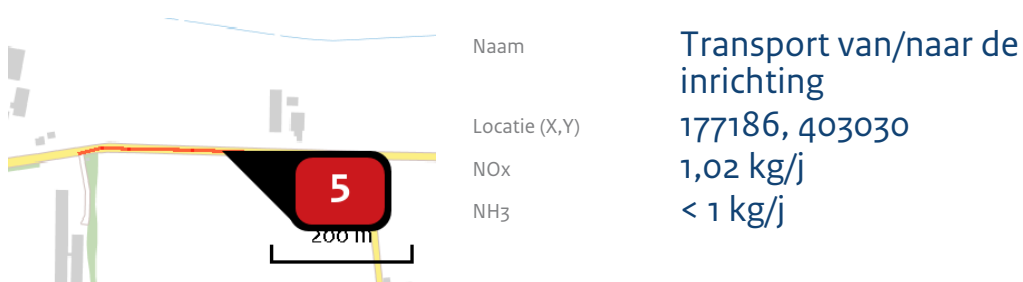 5
200 m
Naam
Transport van/naar de
inrichting
Locatie (X,Y)
177186, 403030
NOx
1,02 kg/j
NH3
< 1 kg/j